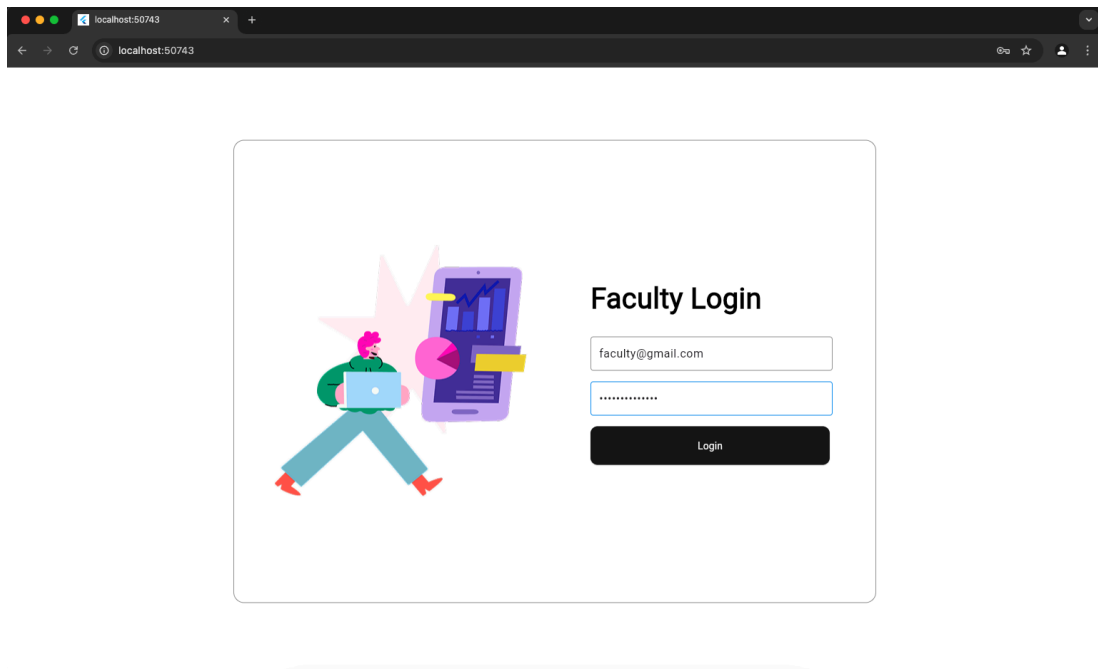 localhost:50743
localhost:50743
Faculty Login
faculty@gmail.com
••••••••••••••
Login